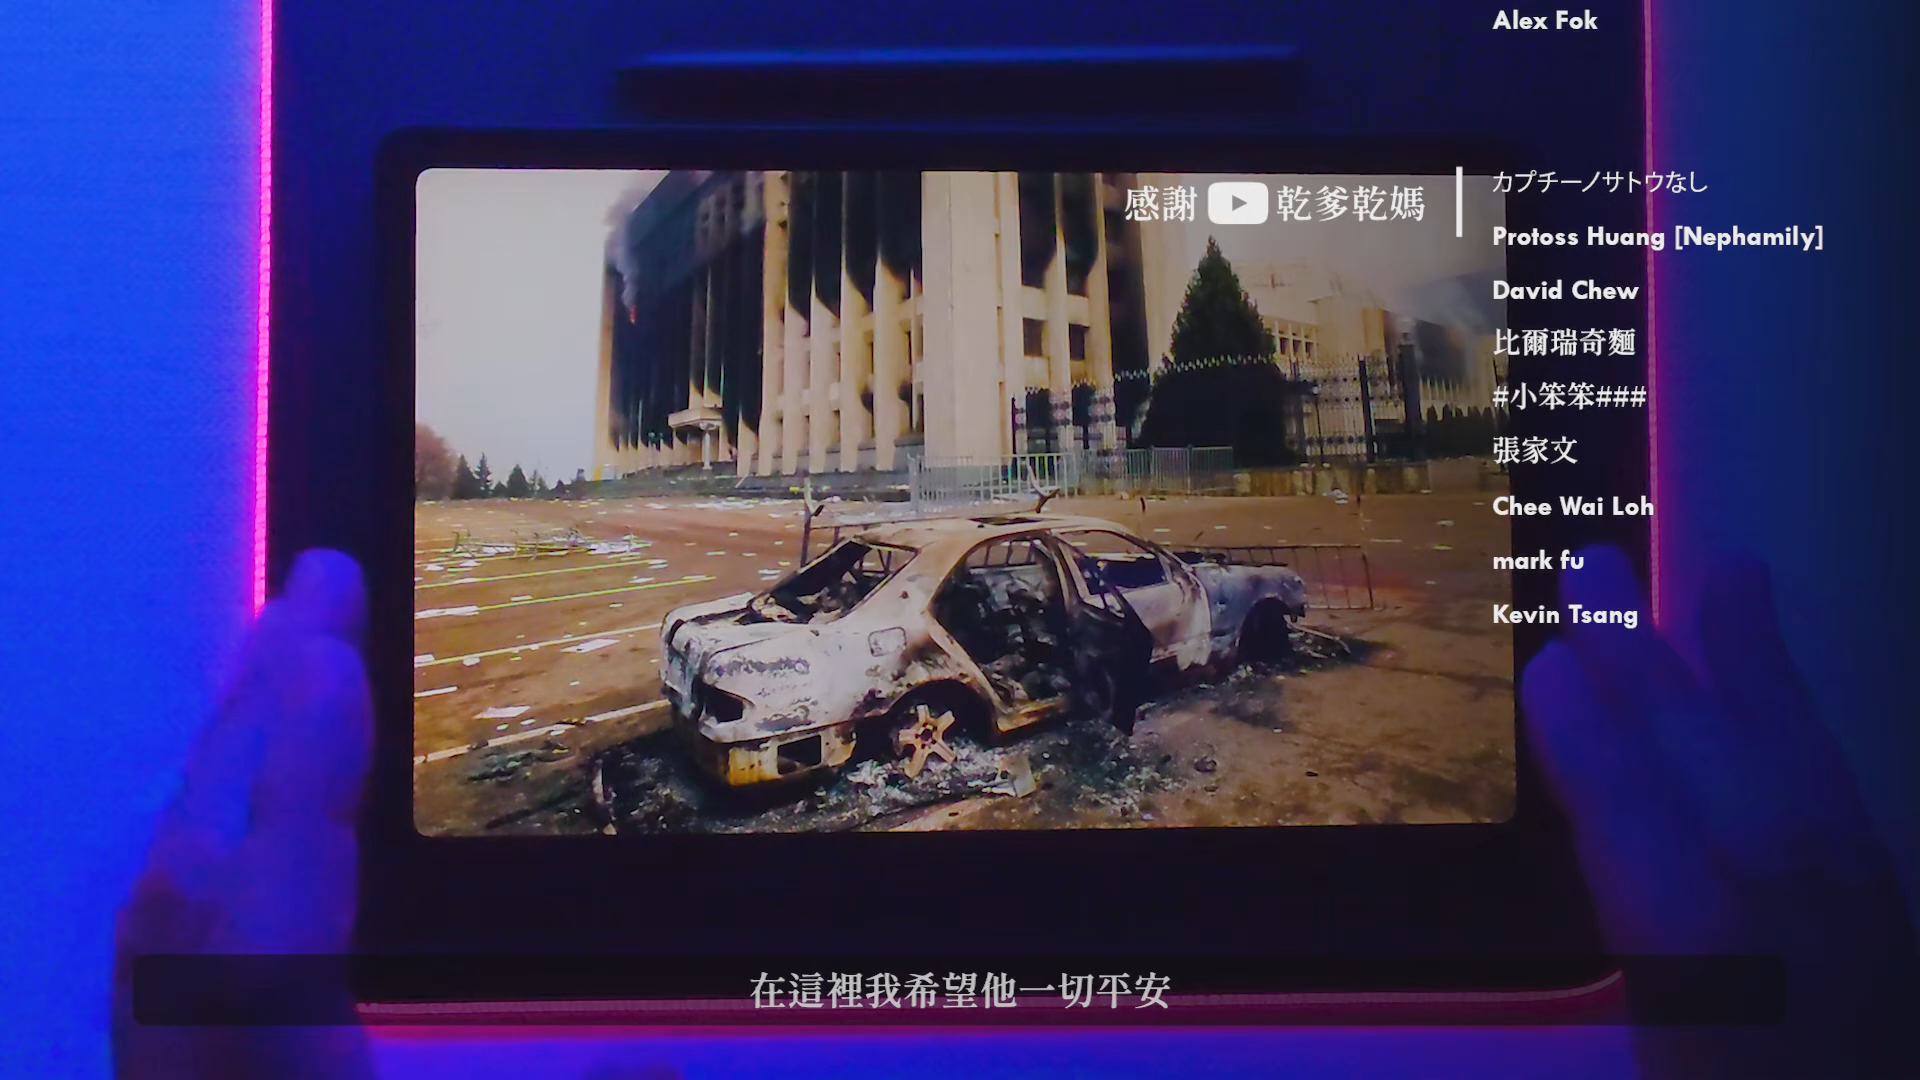 Alex Fok
感謝 乾爹乾媽
カプチーノサトウなし
Protoss Huang [Nephamily]
David Chew
比爾瑞奇麵
#小笨笨###
張家文
Chee Wai Loh
mark fu
Kevin Tsang
在這裡我希望他一切平安